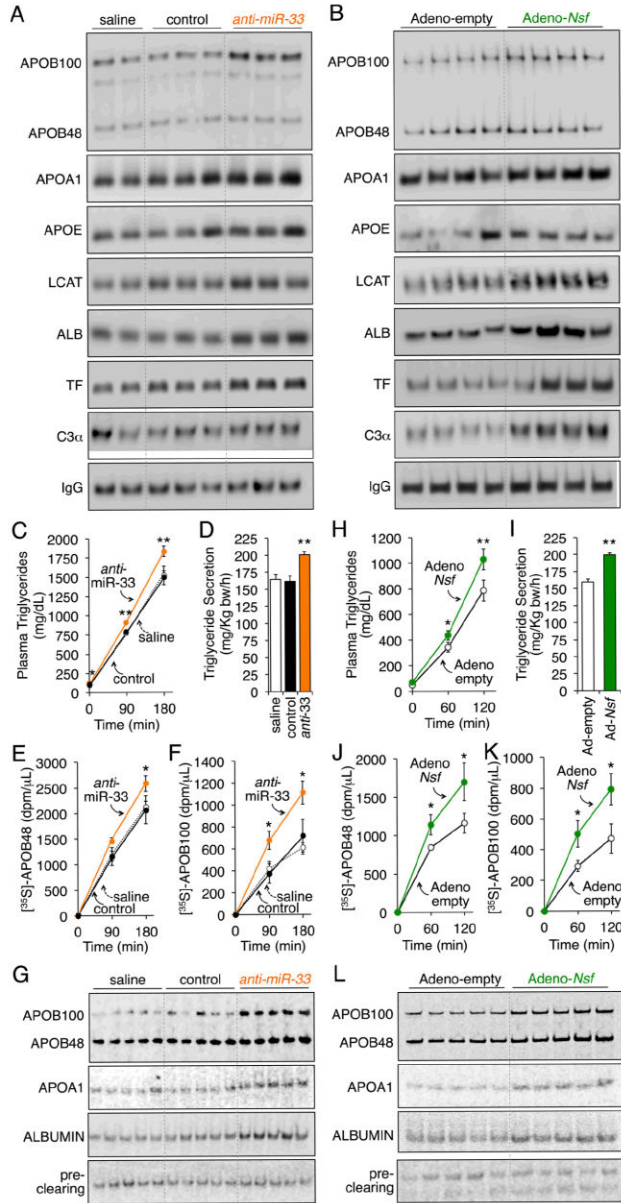 A
saline control anti-miR-33
APOB100
APOB48
APOA1
APOE
LCAT
ALB
TF
C3α
IgG
B
Adeno-empty Adeno-Nsf
APOB100
APOB48
APOA1
APOE
LCAT
ALB
TF
C3α
IgG
C
Plasma Triglycerides
(mg/dL)
2000
1750
1500
1250
1000
750
500
250
0
**
**
*
anti-
miR-33
saline
control
0 90 180
Time (min)
D
Triglyceride Secretion
(mg/Kg bw/h)
225
200
175
150
125
100
75
50
25
0
**
saline
control
anti-33
H
Plasma Triglycerides
(mg/dL)
1200
1000
800
600
400
200
0
**
*
Adeno
Nsf
Adeno
empty
0 60 120
Time (min)
I
Triglyceride Secretion
(mg/Kg bw/h)
225
200
175
150
125
100
75
50
25
0
**
Ad-empty
Ad-Nsf
E
[³⁵S]-APOB48 (dpm/μL)
3000
2500
2000
1500
1000
500
0
*
anti-
miR-33
saline
control
0 90 180
Time (min)
F
[³⁵S]-APOB100 (dpm/μL)
1400
1200
1000
800
600
400
200
0
*
*
anti-
miR-33
saline
control
0 90 180
Time (min)
J
[³⁵S]-APOB48 (dpm/μL)
2000
1500
1000
500
0
*
*
Adeno
Nsf
Adeno
empty
0 60 120
Time (min)
K
[³⁵S]-APOB100 (dpm/μL)
1000
800
600
400
200
0
*
*
Adeno
Nsf
Adeno
empty
0 60 120
Time (min)
G
saline control anti-miR-33
APOB100
APOB48
APOA1
ALBUMIN
pre-
clearing
L
Adeno-empty Adeno-Nsf
APOB100
APOB48
APOA1
ALBUMIN
pre-
clearing